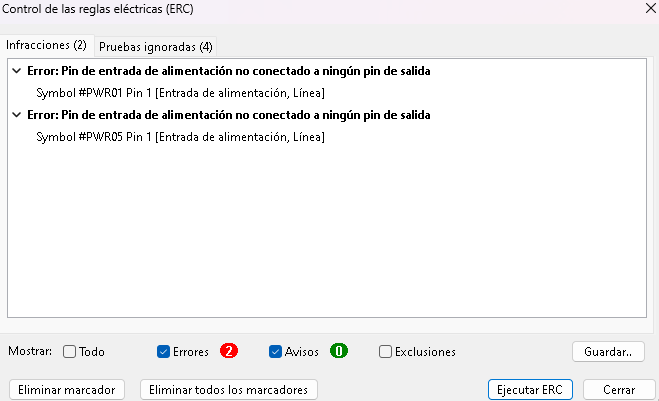 Control de las reglas eléctricas (ERC)
Infracciones (2)
Pruebas ignoradas (4)
Error: Pin de entrada de alimentación no conectado a ningún pin de salida
Symbol #PWR01 Pin 1 [Entrada de alimentación, Línea]
Error: Pin de entrada de alimentación no conectado a ningún pin de salida
Symbol #PWR05 Pin 1 [Entrada de alimentación, Línea]
Mostrar: Todo Errores 2 Avisos 0 Exclusiones Guardar..
Eliminar marcador Eliminar todos los marcadores Ejecutar ERC Cerrar